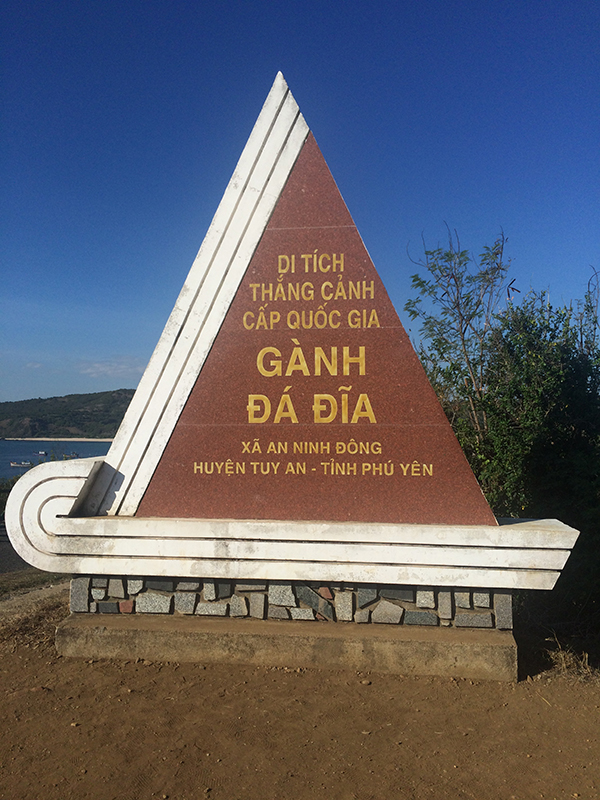 DI TÍCH
THẮNG CẢNH
CẤP QUỐC GIA
GÀNH
ĐÁ ĐĨA
XÃ AN NINH ĐÔNG
HUYỆN TUY AN - TỈNH PHÚ YÊN